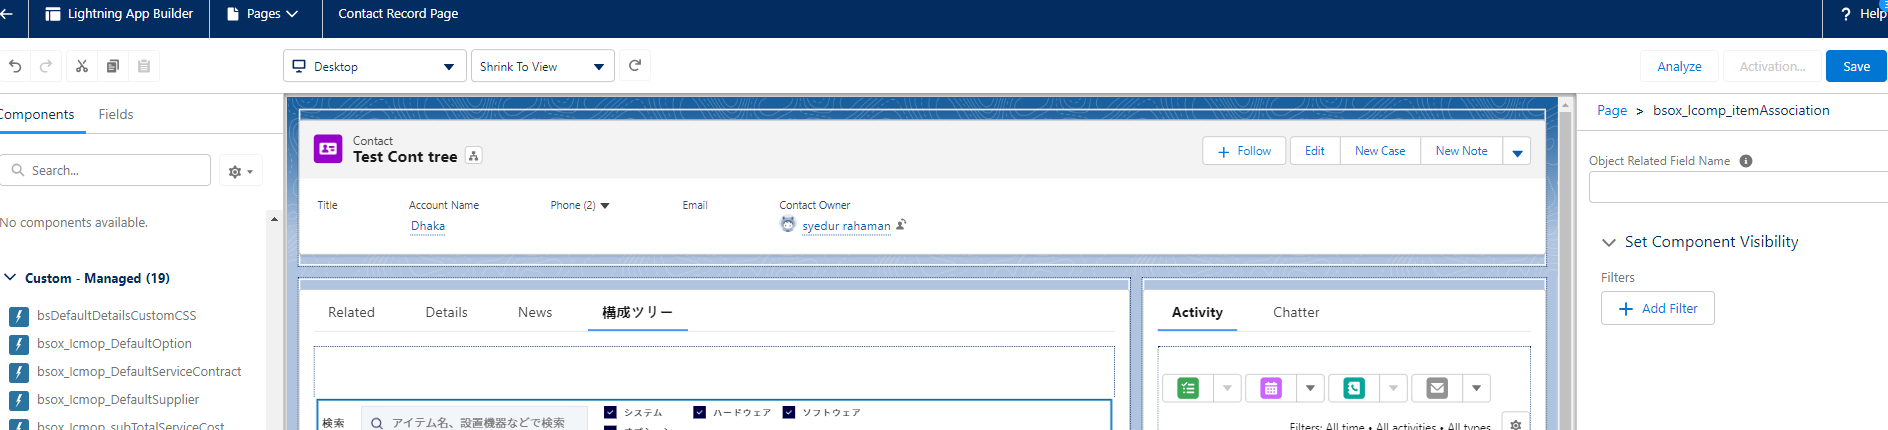 Lightning App Builder
Pages
Contact Record Page
? Help
Desktop
Shrink To View
Analyze
Activation...
Save
Components
Fields
Search...
No components available.
Custom - Managed (19)
bsDefaultDetailsCustomCSS
bsox_lcmop_DefaultOption
bsox_lcmop_DefaultServiceContract
bsox_lcmop_DefaultSupplier
bsox_lcmop_subTotalServiceCost
Contact
Test Cont tree
+ Follow
Edit
New Case
New Note
Title
Account Name
Phone (2)
Email
Contact Owner
Dhaka
syedur rahaman
Related
Details
News
構成ツリー
検索
アイテム名、設置機器などで検索
システム
ハードウェア
ソフトウェア
Activity
Chatter
Filters: All time • All activities • All types
Page > bsox_lcomp_itemAssociation
Object Related Field Name
Set Component Visibility
Filters
+ Add Filter